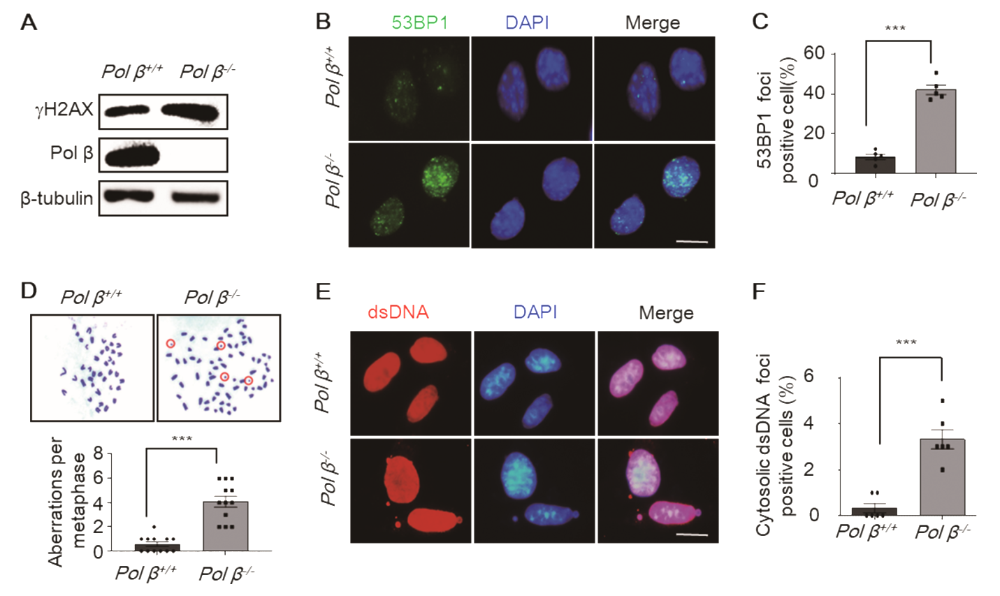 A
Pol β+/+ Pol β-/-
γH2AX
Pol β
β-tubulin
B
53BP1 DAPI Merge
Pol β+/+
Pol β-/-
C
***
53BP1 foci
positive cell(%)
60
40
20
0
Pol β+/+ Pol β-/-
D
Pol β+/+ Pol β-/-
***
Aberrations per
metaphase
8
6
4
2
0
Pol β+/+ Pol β-/-
E
dsDNA DAPI Merge
Pol β+/+
Pol β-/-
F
***
Cytosolic dsDNA foci
positive cells (%)
6
4
2
0
Pol β+/+ Pol β-/-